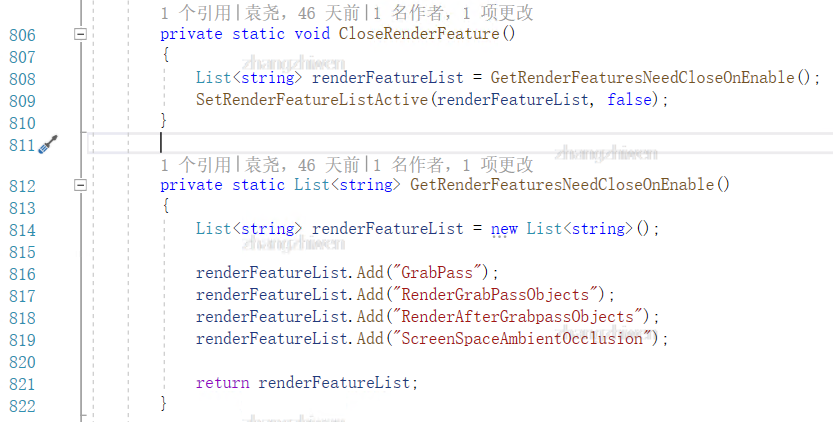 1 个引用|袁尧，46 天前|1 名作者，1 项更改
806 private static void CloseRenderFeature()
807 {
808 List<string> renderFeatureList = GetRenderFeaturesNeedCloseOnEnable();
809 SetRenderFeatureListActive(renderFeatureList, false);
810 }
811
zhangzhiwen
1 个引用|袁尧，46 天前|1 名作者，1 项更改
812 private static List<string> GetRenderFeaturesNeedCloseOnEnable()
813 {
814 List<string> renderFeatureList = new List<string>();
815
816 renderFeatureList.Add("GrabPass");
817 renderFeatureList.Add("RenderGrabPassObjects");
818 renderFeatureList.Add("RenderAfterGrabpassObjects");
819 renderFeatureList.Add("ScreenSpaceAmbientOcclusion");
820
821 return renderFeatureList;
822 }